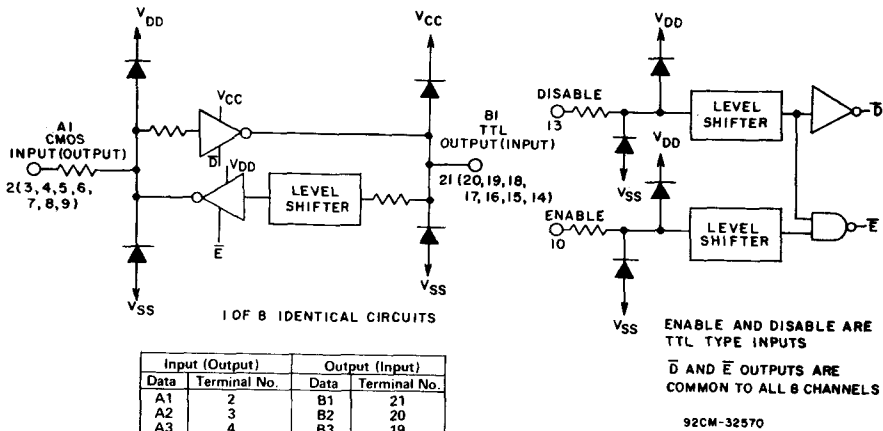 VDD
VCC
VDD
A1
CMOS
INPUT(OUTPUT)
2(3,4,5,6,
7,8,9)
VCC
D̅
VDD
LEVEL
SHIFTER
E̅
B1
TTL
OUTPUT(INPUT)
21 (20,19,18,
17,16,15,14)
VSS
VSS
1 OF 8 IDENTICAL CIRCUITS
DISABLE
13
LEVEL
SHIFTER
D̅
VSS
VDD
ENABLE
10
LEVEL
SHIFTER
E̅
VSS
ENABLE AND DISABLE ARE
TTL TYPE INPUTS
D̅ AND E̅ OUTPUTS ARE
COMMON TO ALL 8 CHANNELS
92CM-32570
Input (Output) Output (Input)
Data Terminal No. Data Terminal No.
A1 2 B1 21
A2 3 B2 20
A3 4 B3 19